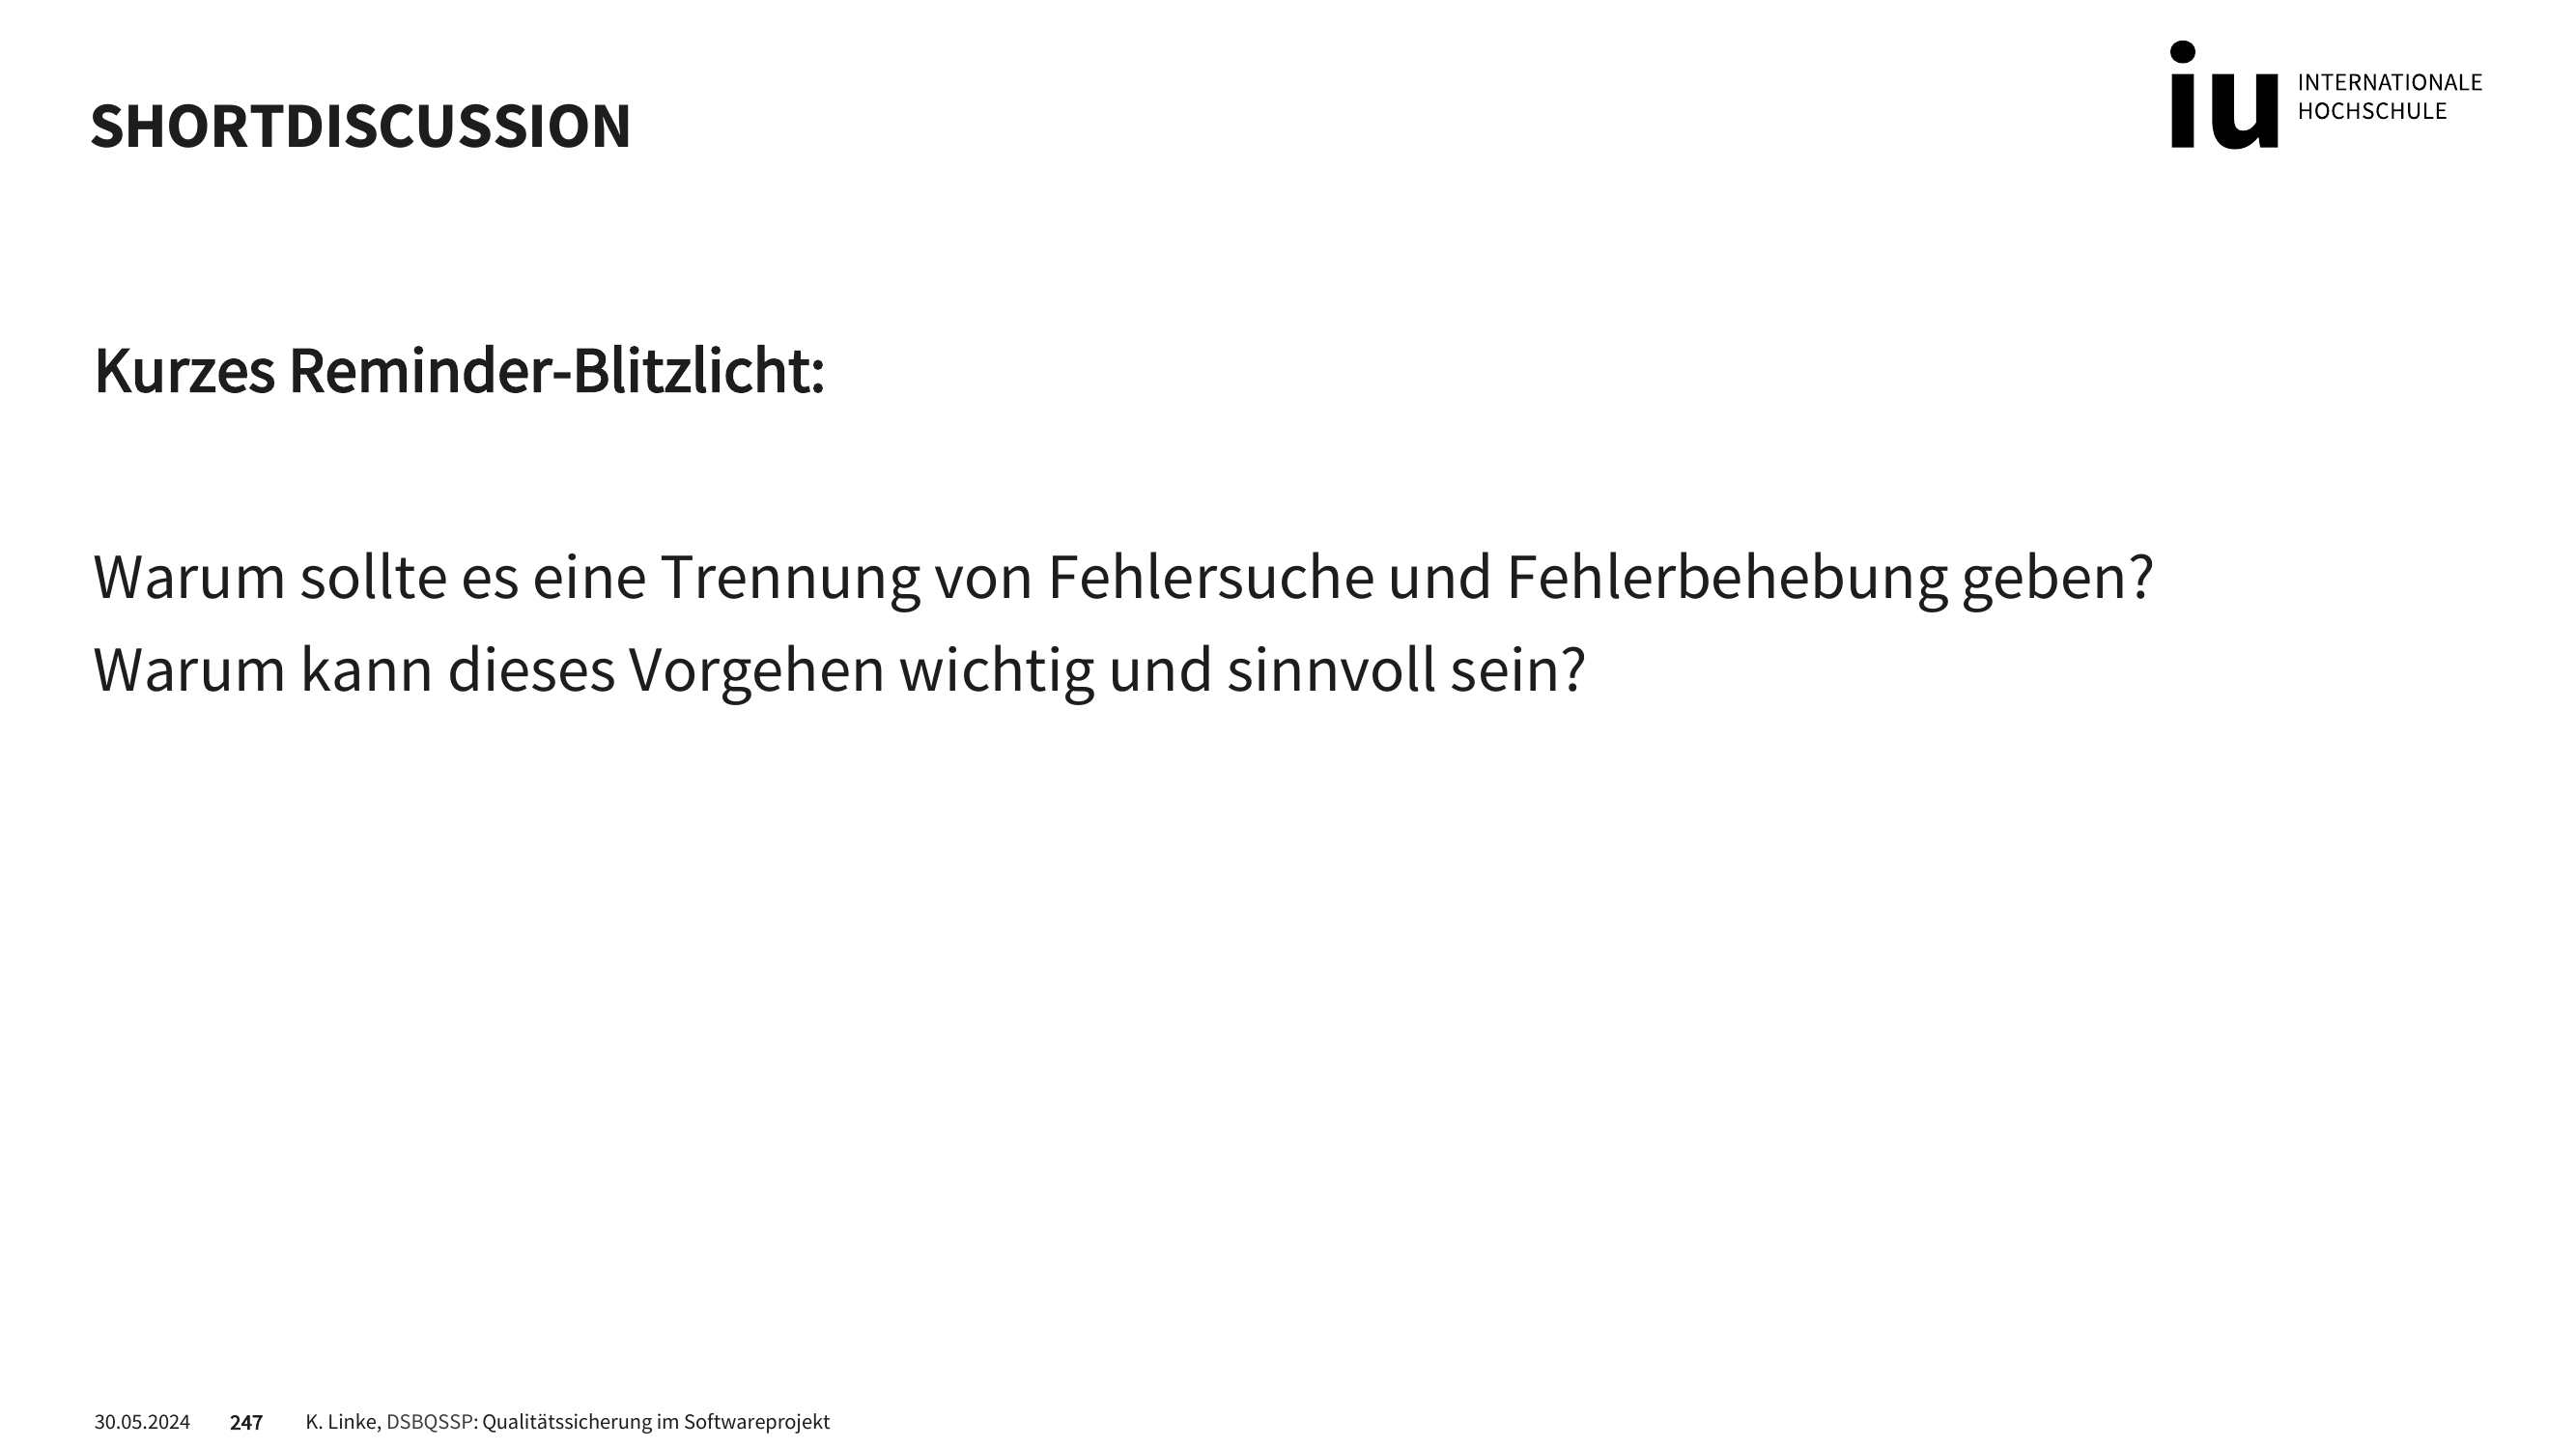 SHORTDISCUSSION
iu INTERNATIONALE
HOCHSCHULE
Kurzes Reminder-Blitzlicht:
Warum sollte es eine Trennung von Fehlersuche und Fehlerbehebung geben?
Warum kann dieses Vorgehen wichtig und sinnvoll sein?
30.05.2024 247 K. Linke, DSBQSSP: Qualitätssicherung im Softwareprojekt